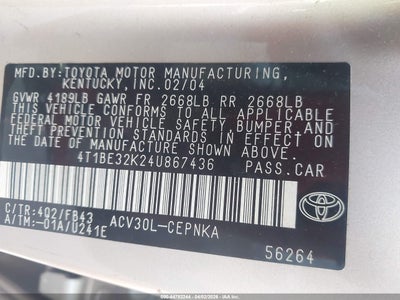 MFD.BY:TOYOTA MOTOR MANUFACTURING,
KENTUCKY,INC.02/04
GVWR 4189LB GAWR FR 2668LB RR 2668LB
THIS VEHICLE CONFORMS TO ALL APPLICABLE
FEDERAL MOTOR VEHICLE SAFETY, BUMPER,AND
THEFT PREVENTION STANDARDS IN EFFECT ON
THE DATE OF MANUFACTURE SHOWN ABOVE.
4T1BE32K24U867436 PASS.CAR
C/TR:4Q2/FB43 ACV30L-CEPNKA
A/TM:-01A/U241E
TOYOTA
56264